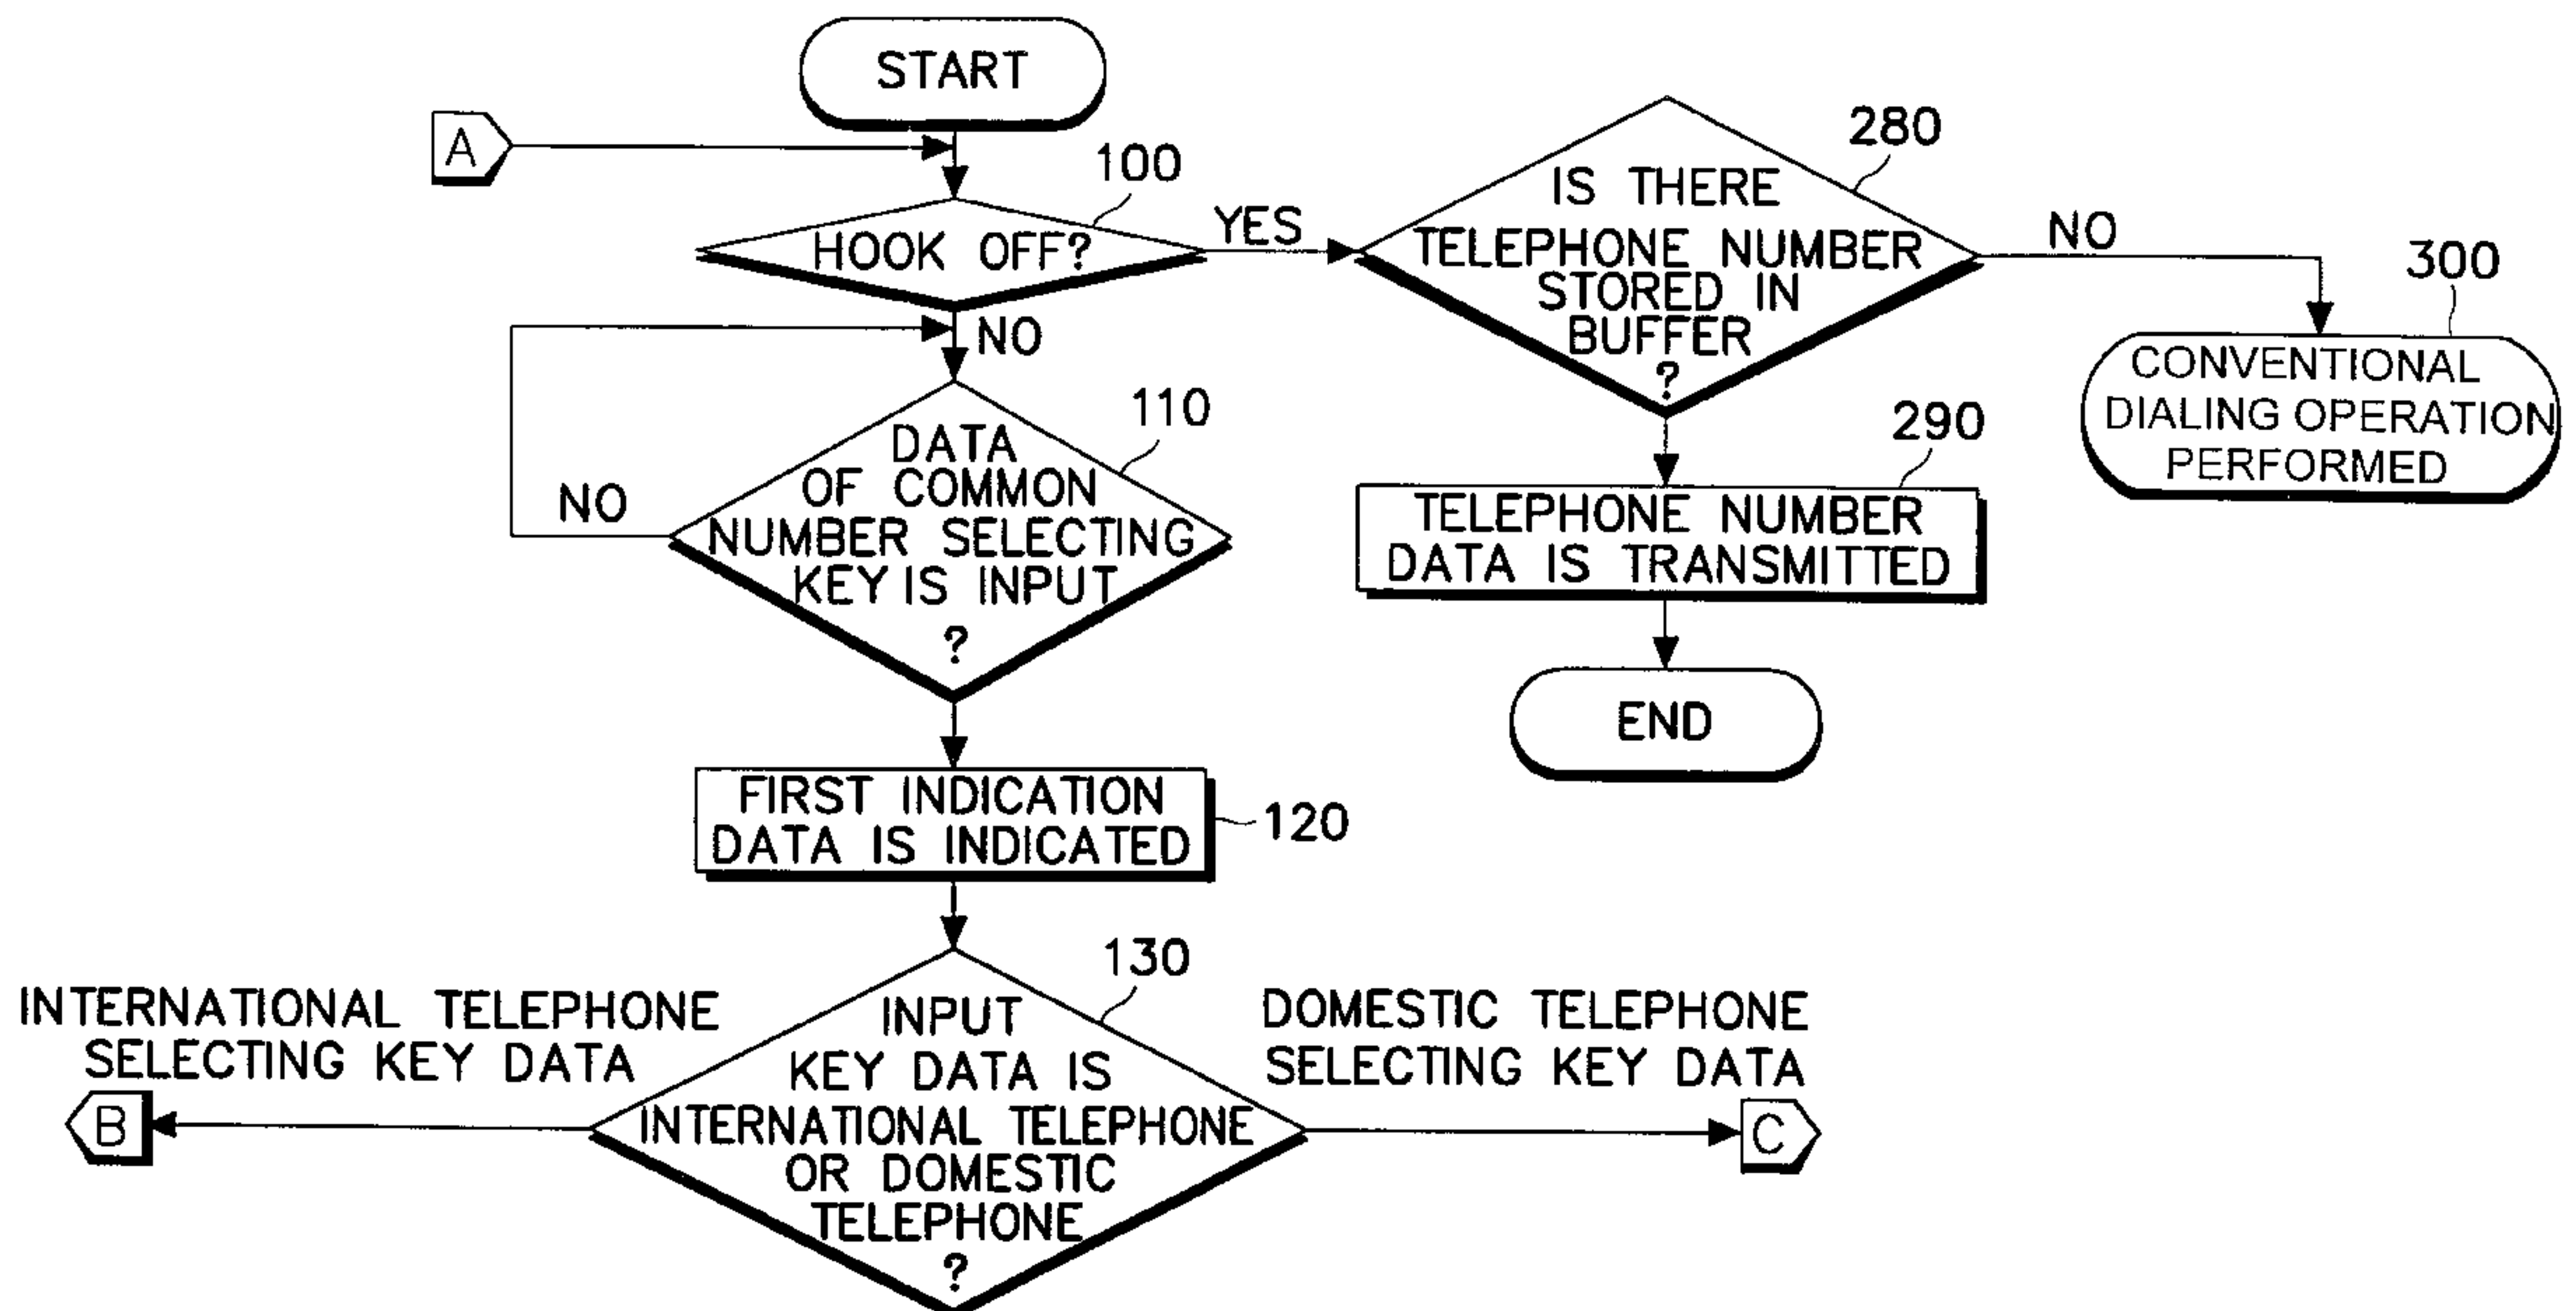 START
A
100
HOOK OFF?
YES
NO
280
IS THERE
TELEPHONE NUMBER
STORED IN
BUFFER
?
NO
300
CONVENTIONAL
DIALING OPERATION
PERFORMED
110
DATA
OF COMMON
NUMBER SELECTING
KEY IS INPUT
?
NO
290
TELEPHONE NUMBER
DATA IS TRANSMITTED
END
FIRST INDICATION
DATA IS INDICATED
120
130
INPUT
KEY DATA IS
INTERNATIONAL TELEPHONE
OR DOMESTIC
TELEPHONE
?
INTERNATIONAL TELEPHONE
SELECTING KEY DATA
B
DOMESTIC TELEPHONE
SELECTING KEY DATA
C